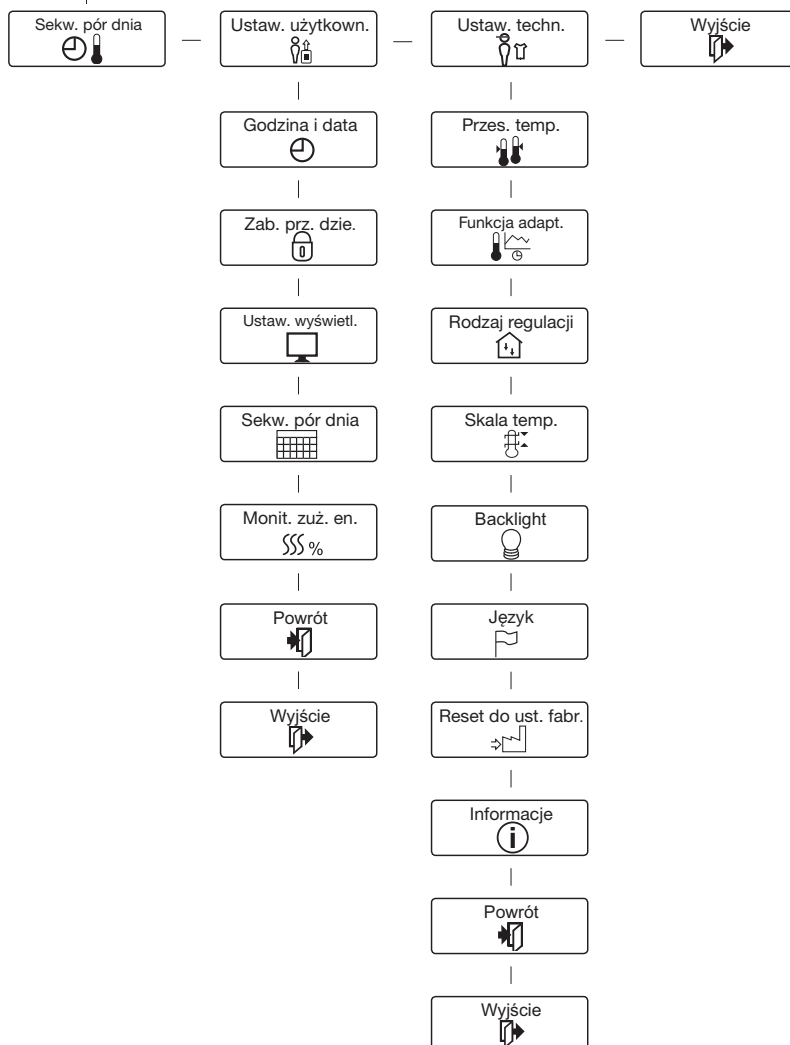 Sekw. pór dnia
Ustaw. użytkown.
Ustaw. techn.
Wyjście
Godzina i data
Przes. temp.
Zab. prz. dzie.
Funkcja adapt.
Ustaw. wyświetl.
Rodzaj regulacji
Sekw. pór dnia
Skala temp.
Monit. zuż. en.
%
Backlight
Powrót
Język
Wyjście
Reset do ust. fabr.
Informacje
i
Powrót
Wyjście